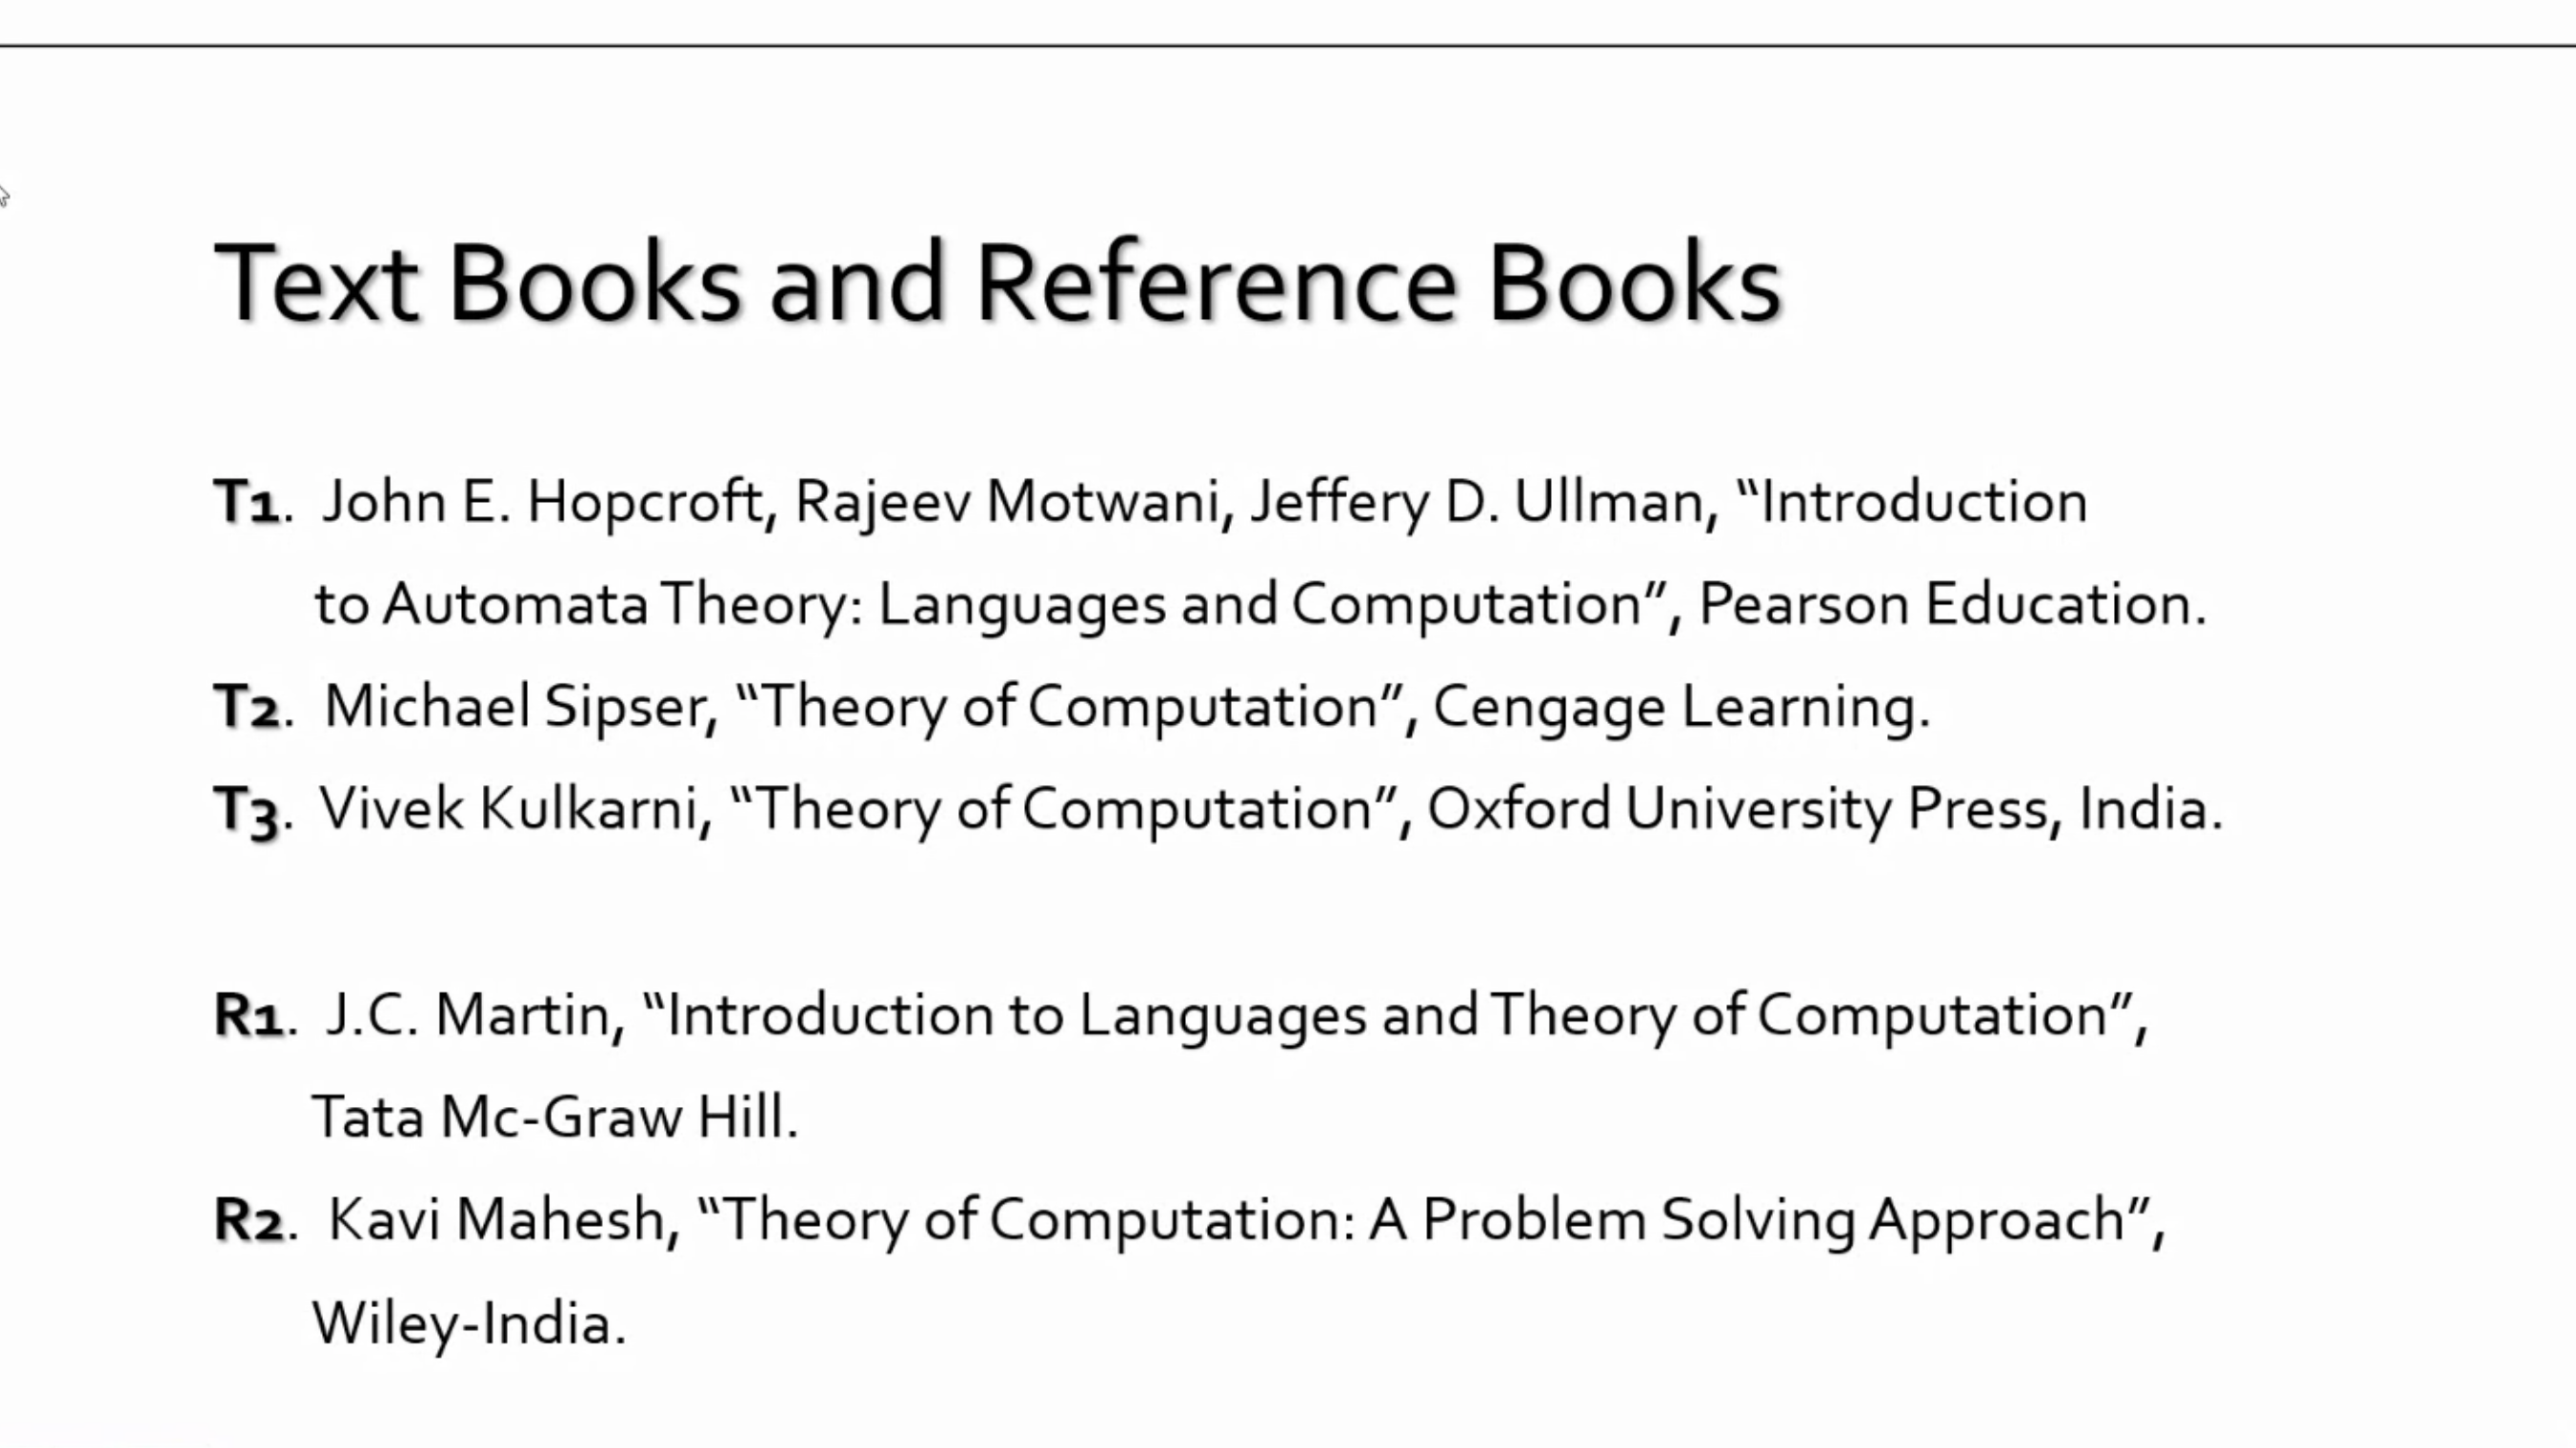 Text Books and Reference Books
T1. John E. Hopcroft, Rajeev Motwani, Jeffery D. Ullman, “Introduction
to Automata Theory: Languages and Computation”, Pearson Education.
T2. Michael Sipser, “Theory of Computation”, Cengage Learning.
T3. Vivek Kulkarni, “Theory of Computation”, Oxford University Press, India.
R1. J.C. Martin, “Introduction to Languages and Theory of Computation”,
Tata Mc-Graw Hill.
R2. Kavi Mahesh, “Theory of Computation: A Problem Solving Approach”,
Wiley-India.